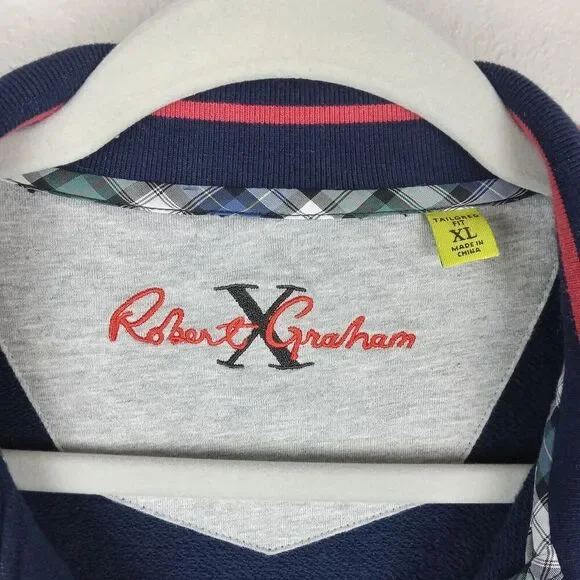 TAILORED
FIT
XL
MADE IN
CHINA
Robert X Graham